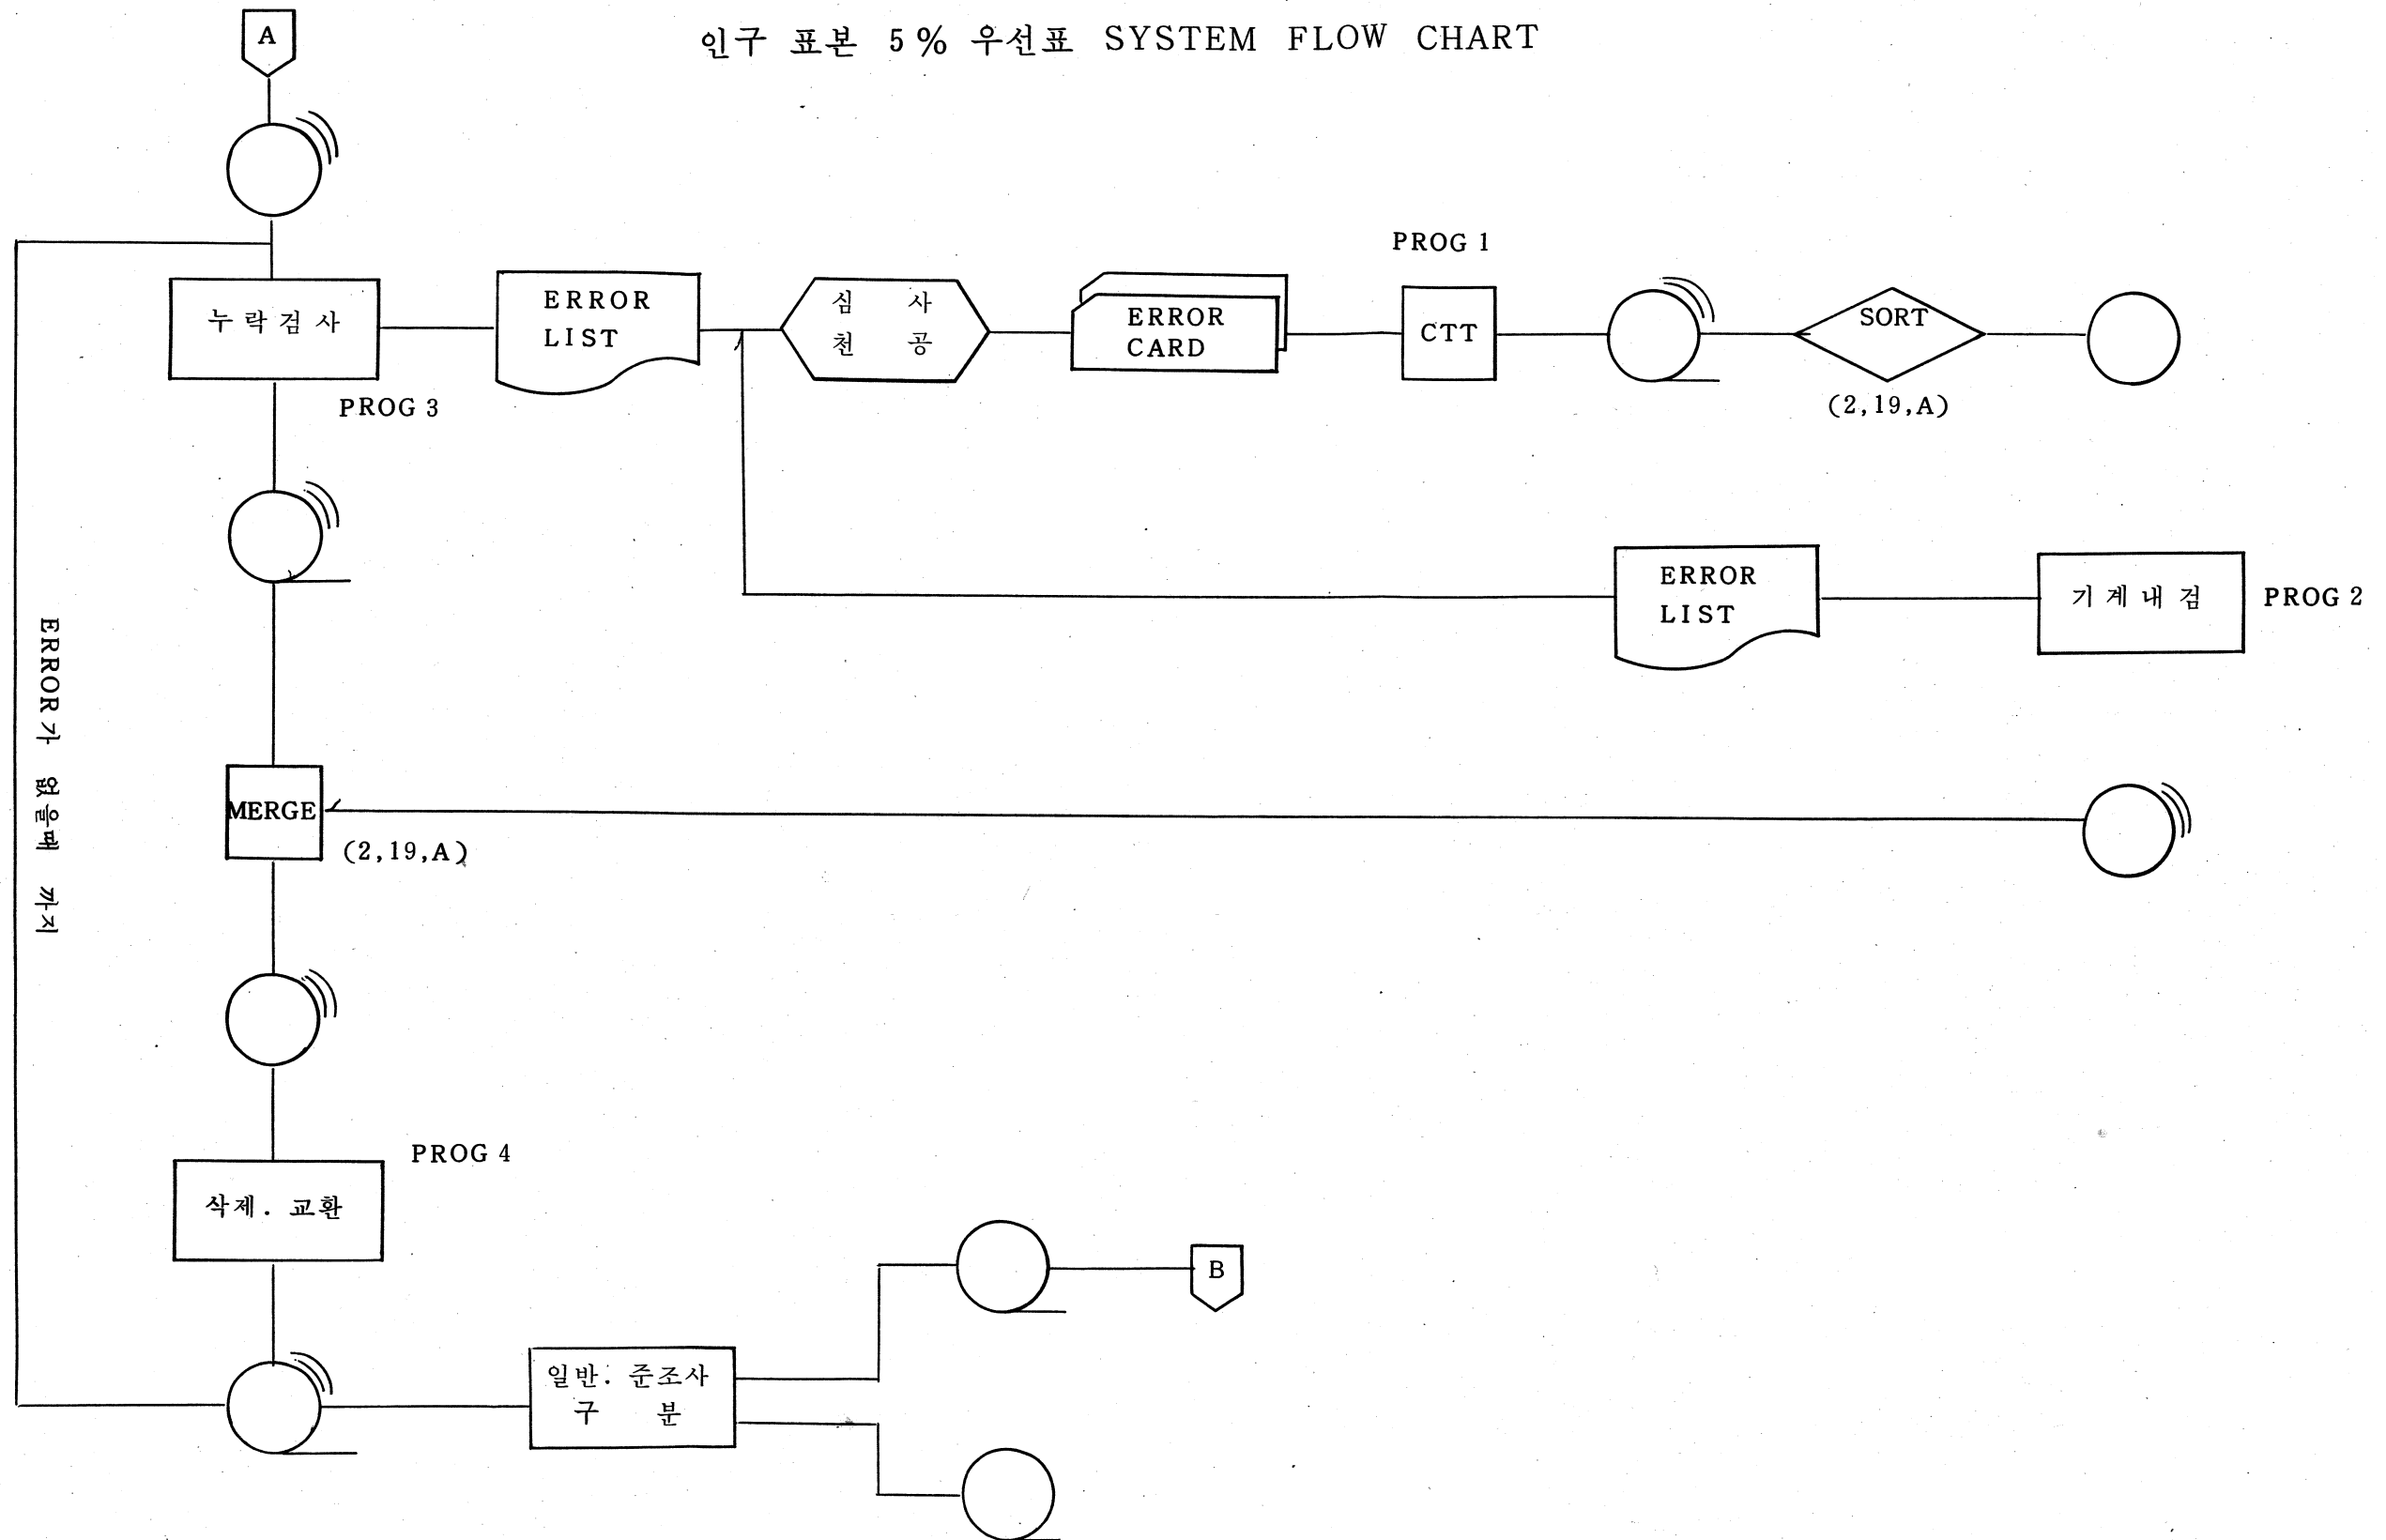 인구 표본 5% 우선표 SYSTEM FLOW CHART
A
PROG 1
누락검사
ERROR
LIST
심 사
천 공
ERROR
CARD
CTT
SORT
PROG 3
(2,19,A)
ERROR
LIST
기계내검
PROG 2
ERROR가 없을때 까지
MERGE
(2,19,A)
PROG 4
삭제. 교환
B
일반. 준조사
구 분